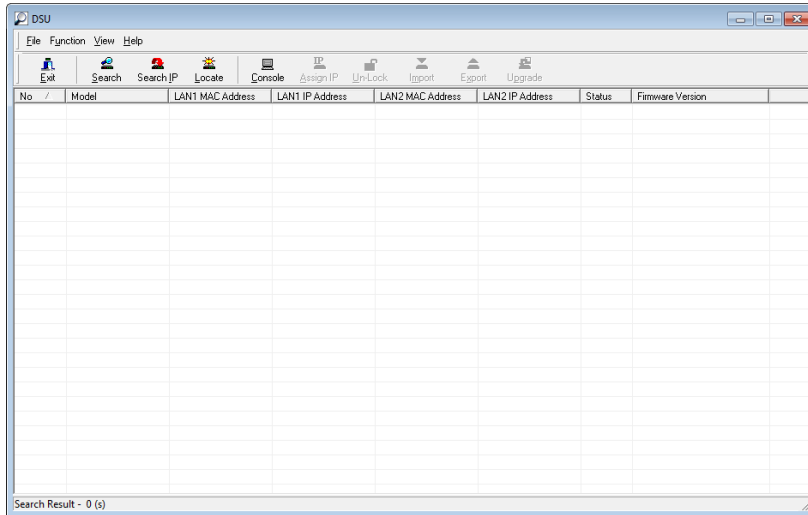 DSU
File Function View Help
Exit Search Search IP Locate Console Assign IP Un-Lock Import Export Upgrade
No / Model LAN1 MAC Address LAN1 IP Address LAN2 MAC Address LAN2 IP Address Status Firmware Version
Search Result - 0 (s)